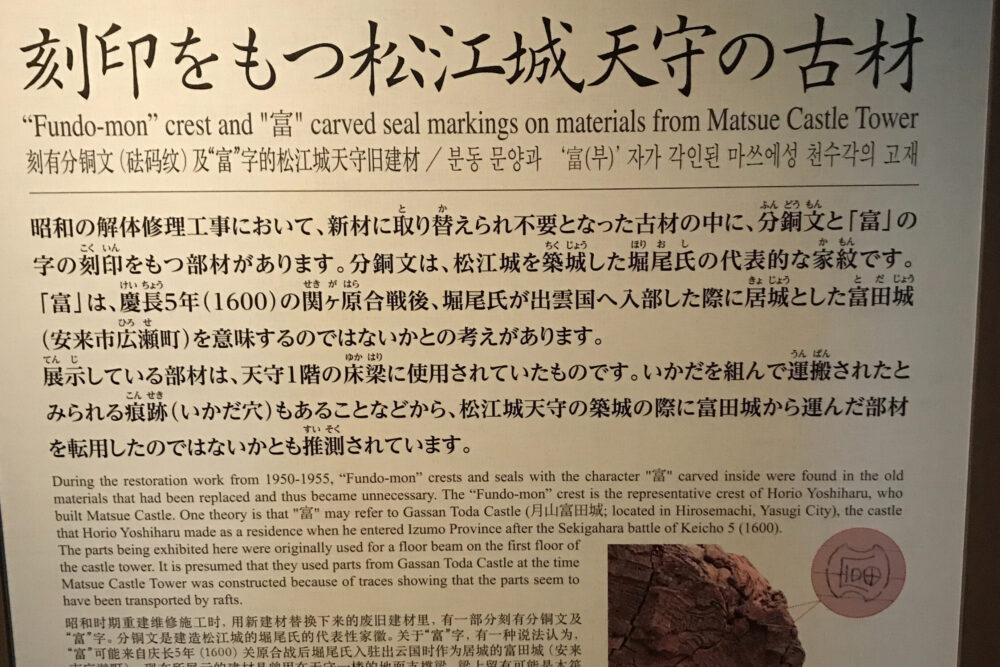 刻印をもつ松江城天守の古材
“Fundo-mon” crest and "富" carved seal markings on materials from Matsue Castle Tower
刻有分铜文（砝码纹）及“富”字的松江城天守旧建材 / 분동 문양과 ‘富(부)’ 자가 각인된 마쓰에성 천수각의 고재
昭和の解体修理工事において、新材に取り替えられ不要となった古材の中に、分銅文と「富」の
字の刻印をもつ部材があります。分銅文は、松江城を築城した堀尾氏の代表的な家紋です。
「富」は、慶長5年（1600）の関ヶ原合戦後、堀尾氏が出雲国へ入部した際に居城とした富田城
（安来市広瀬町）を意味するのではないかとの考えがあります。
展示している部材は、天守1階の床梁に使用されていたものです。いかだを組んで運搬されたと
みられる痕跡（いかだ穴）もあることなどから、松江城天守の築城の際に富田城から運んだ部材
を転用したのではないかとも推測されています。
During the restoration work from 1950-1955, “Fundo-mon” crests and seals with the character "富" carved inside were found in the old
materials that had been replaced and thus became unnecessary. The “Fundo-mon” crest is the representative crest of Horio Yoshiharu, who
built Matsue Castle. One theory is that "富" may refer to Gassan Toda Castle (月山富田城; located in Hirosemachi, Yasugi City), the castle
that Horio Yoshiharu made as a residence when he entered Izumo Province after the Sekigahara battle of Keicho 5 (1600).
The parts being exhibited here were originally used for a floor beam on the first floor of
the castle tower. It is presumed that they used parts from Gassan Toda Castle at the time
Matsue Castle Tower was constructed because of traces showing that the parts seem to
have been transported by rafts.
昭和时期重建维修施工时，用新建材替换下来的废旧建材里，有一部分刻有分铜文及
“富”字。分铜文是建造松江城的堀尾氏的代表性家徽。关于“富”字，有一种说法认为，
“富”可能来自庆长5年（1600）关原合战后堀尾氏入驻出云国时作为居城的富田城（安来